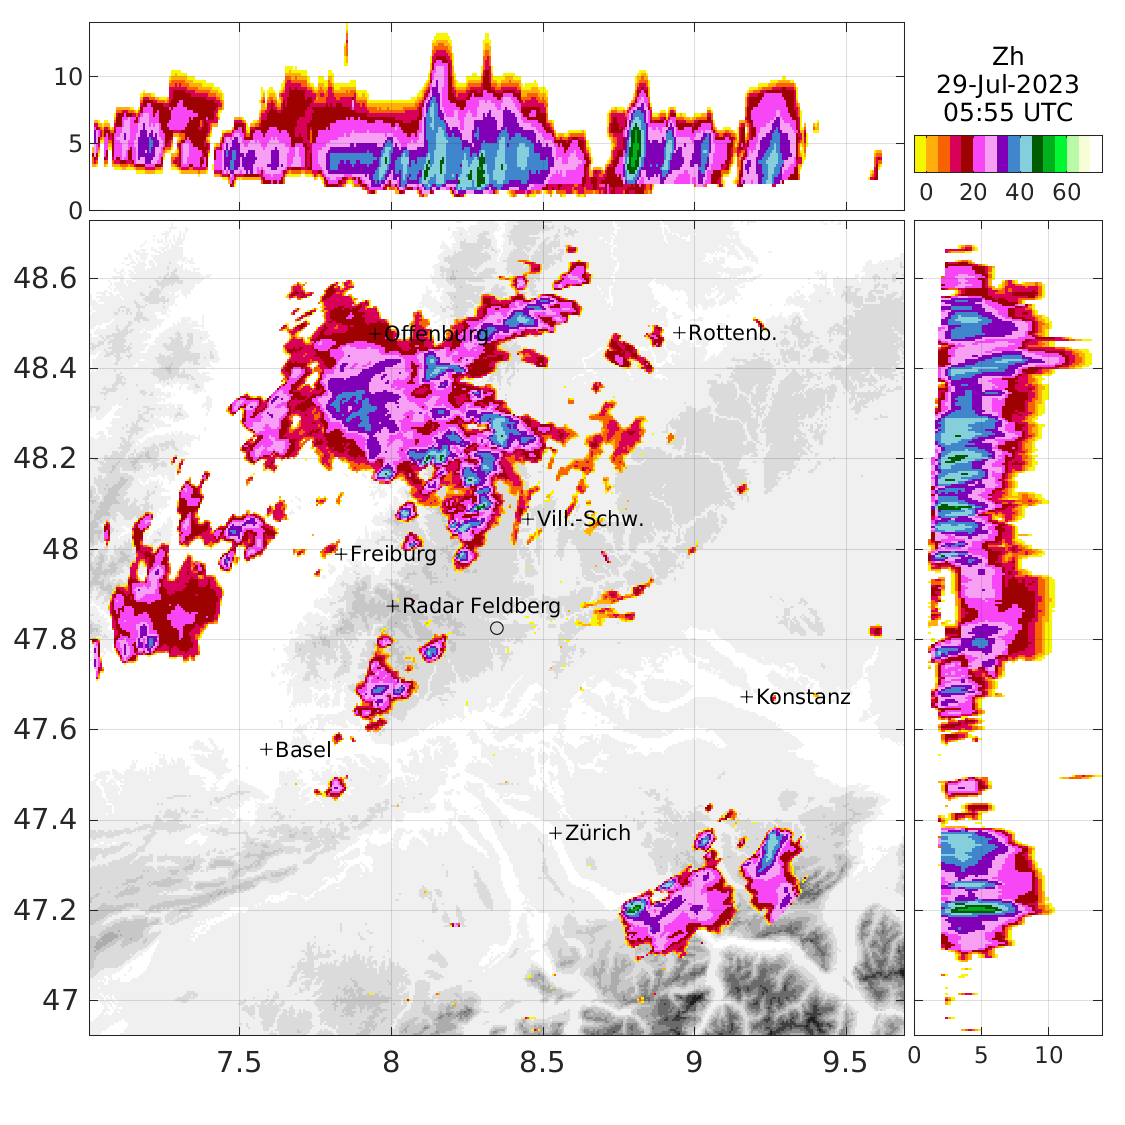 10
5
0
Zh
29-Jul-2023
05:55 UTC
0 20 40 60
48.6
+Offenburg
+Rottenb.
48.4
48.2
+Vill.-Schw.
48
+Freiburg
+Radar Feldberg
47.8
+Konstanz
47.6
+Basel
47.4
+Zürich
47.2
47
7.5 8 8.5 9 9.5
0 5 10